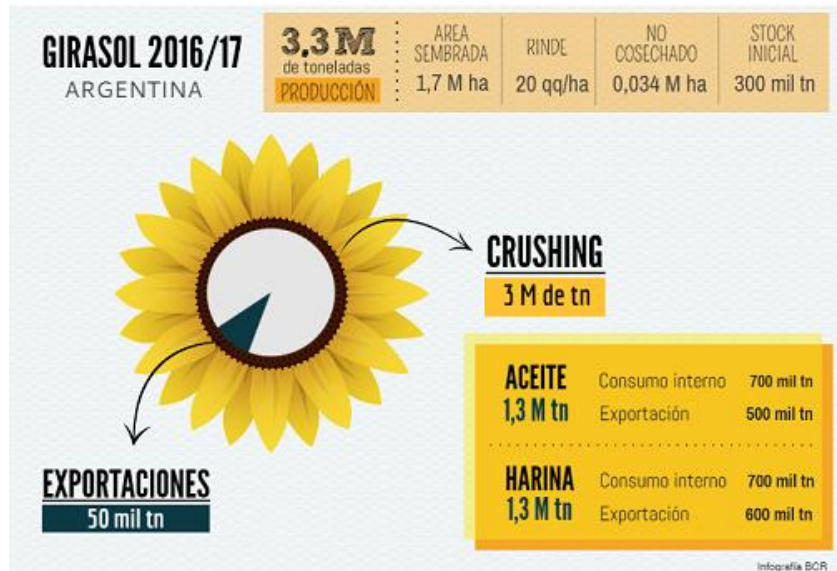 GIRASOL 2016/17
ARGENTINA
3,3 M
de toneladas
PRODUCCIÓN
AREA
SEMBRADA
1,7 M ha
RINDE
20 qq/ha
NO
COSECHADO
0,034 M ha
STOCK
INICIAL
300 mil tn
CRUSHING
3 M de tn
ACEITE
1,3 M tn
Consumo interno 700 mil tn
Exportación 500 mil tn
HARINA
1,3 M tn
Consumo interno 700 mil tn
Exportación 600 mil tn
EXPORTACIONES
50 mil tn
Infografía BCR